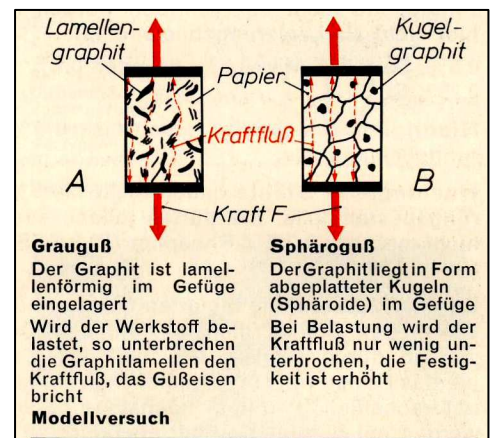 Lamellen-
graphit
Kugel-
graphit
Papier
Kraftfluß
A
B
Kraft F
Grauguß
Der Graphit ist lamel-
lenförmig im Gefüge
eingelagert
Wird der Werkstoff be-
lastet, so unterbrechen
die Graphitlamellen den
Kraftfluß, das Gußeisen
bricht
Sphäroguß
Der Graphit liegt in Form
abgeplatteter Kugeln
(Sphäroide) im Gefüge
Bei Belastung wird der
Kraftfluß nur wenig un-
terbrochen, die Festig-
keit ist erhöht
Modellversuch